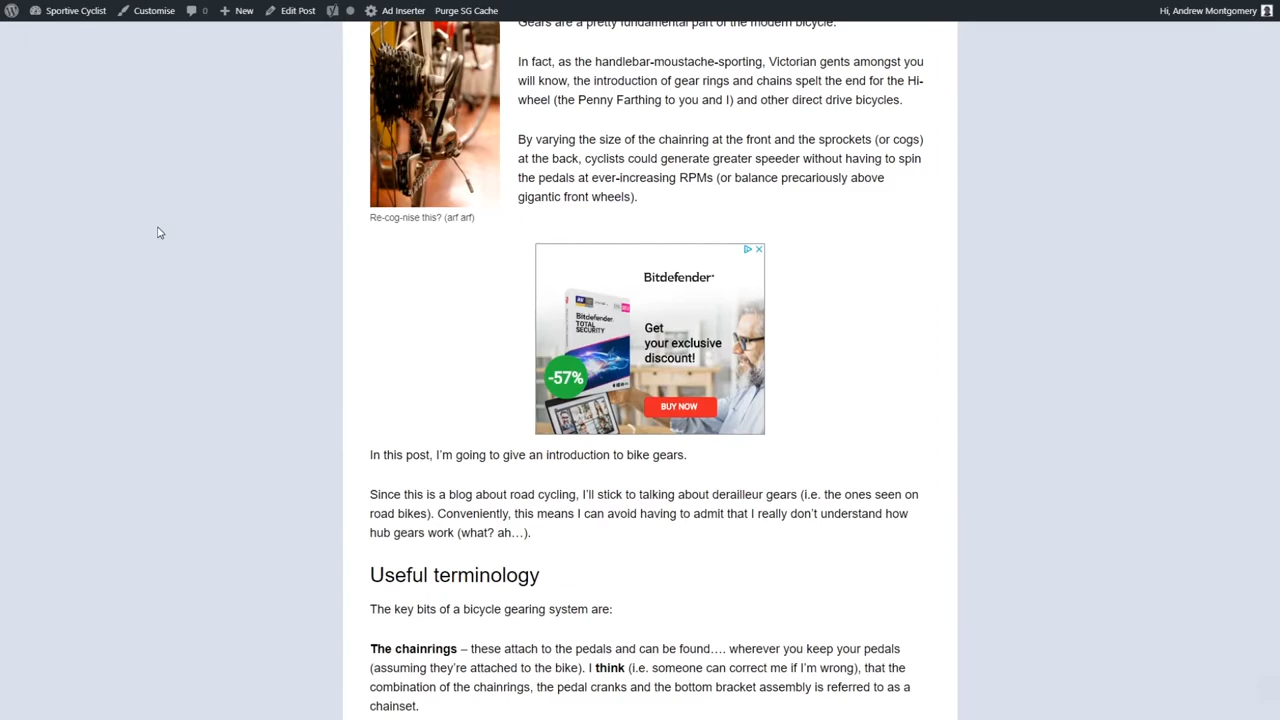 Sportive Cyclist Customise 0 New Edit Post Ad Inserter Purge SG Cache Hi, Andrew Montgomery
Gears are a pretty fundamental part of the modern bicycle.
In fact, as the handlebar-moustache-sporting, Victorian gents amongst you
will know, the introduction of gear rings and chains spelt the end for the Hi-
wheel (the Penny Farthing to you and I) and other direct drive bicycles.
By varying the size of the chainring at the front and the sprockets (or cogs)
at the back, cyclists could generate greater speeder without having to spin
the pedals at ever-increasing RPMs (or balance precariously above
gigantic front wheels).
Re-cog-nise this? (arf arf)
Bitdefender
Bitdefender
TOTAL
SECURITY
Get
your exclusive
discount!
-57%
BUY NOW
In this post, I'm going to give an introduction to bike gears.
Since this is a blog about road cycling, I'll stick to talking about derailleur gears (i.e. the ones seen on
road bikes). Conveniently, this means I can avoid having to admit that I really don't understand how
hub gears work (what? ah…).
Useful terminology
The key bits of a bicycle gearing system are:
The chainrings – these attach to the pedals and can be found…. wherever you keep your pedals
(assuming they're attached to the bike). I think (i.e. someone can correct me if I'm wrong), that the
combination of the chainrings, the pedal cranks and the bottom bracket assembly is referred to as a
chainset.